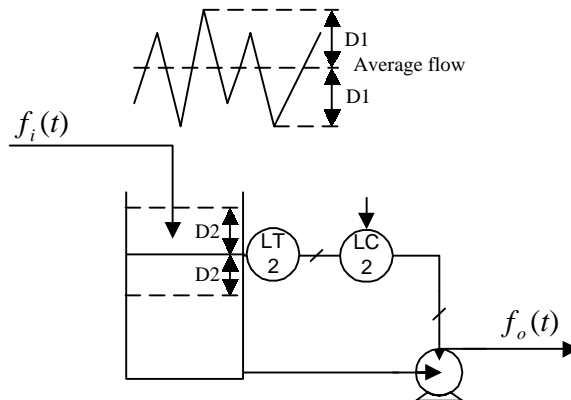 D1
Average flow
D1
f_i(t)
D2
D2
LT
2
LC
2
f_o(t)